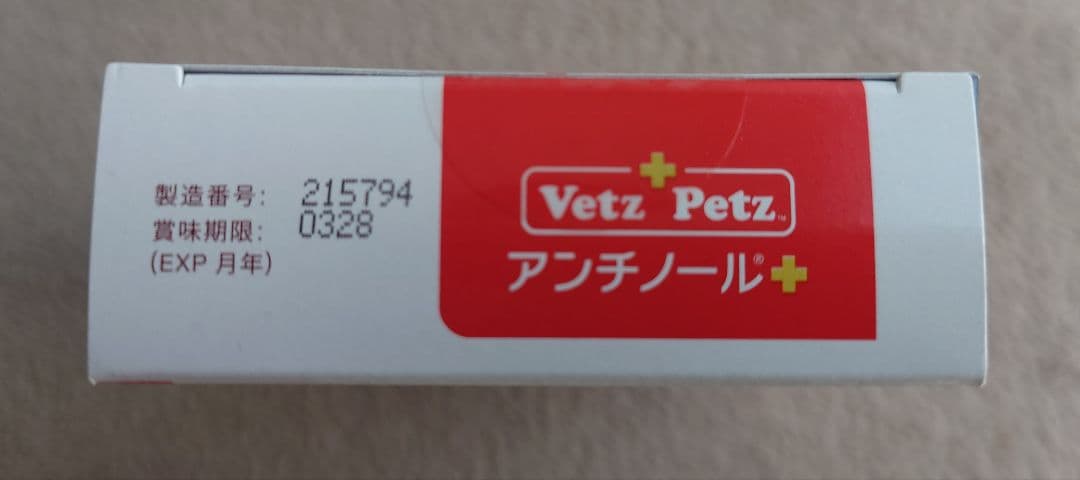 製造番号: 215794
賞味期限: 0328
(EXP 月年)
Vetz Petz™
アンチノール®+